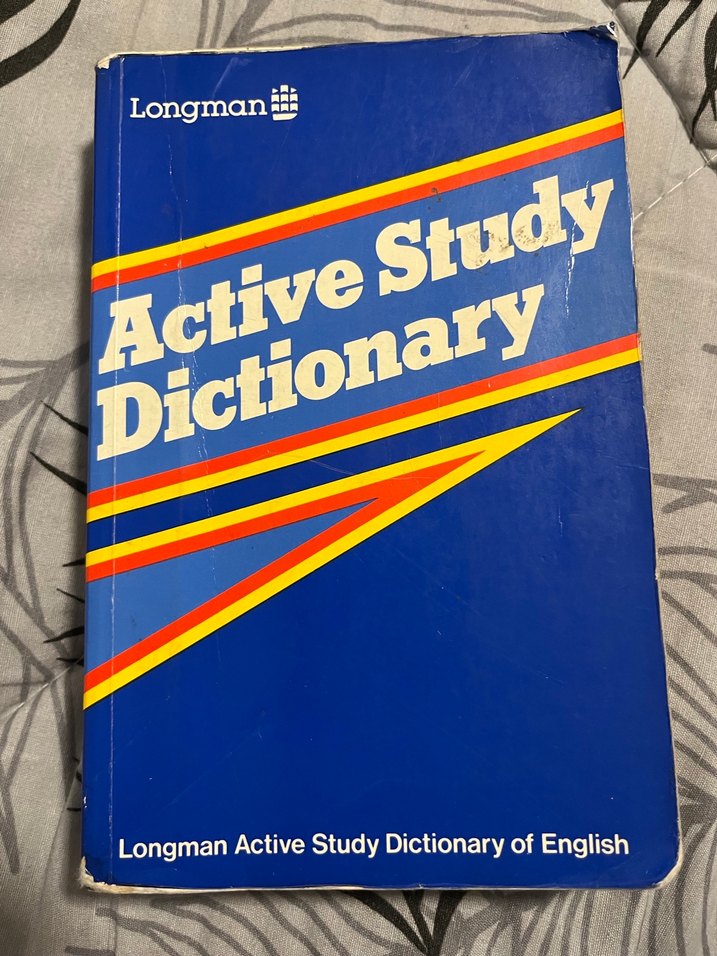 Longman
Active Study
Dictionary
Longman Active Study Dictionary of English